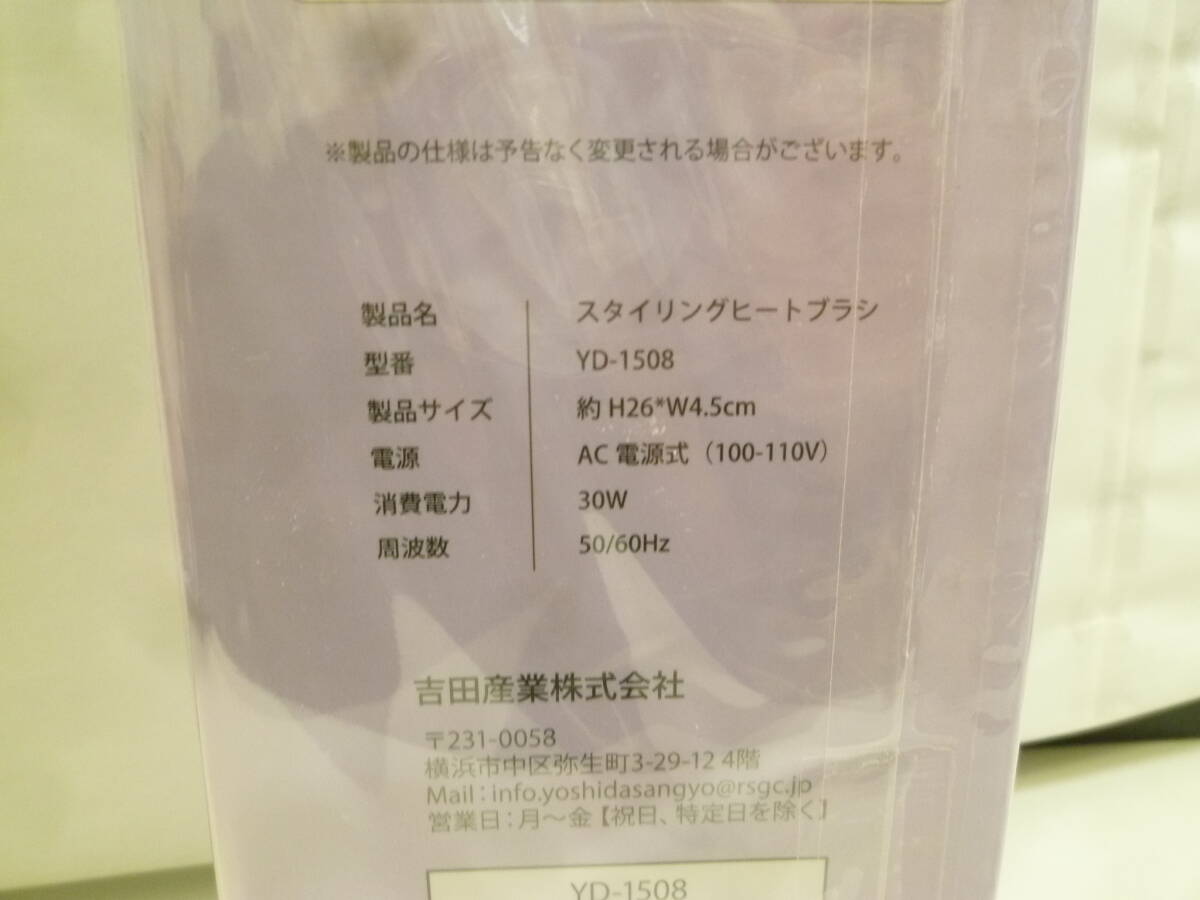 ※製品の仕様は予告なく変更される場合がございます。
製品名 スタイリングヒートブラシ
型番 YD-1508
製品サイズ 約 H26*W4.5cm
電源 AC 電源式（100-110V）
消費電力 30W
周波数 50/60Hz
吉田産業株式会社
〒231-0058
横浜市中区弥生町3-29-12 4階
Mail：info.yoshidasangyo@rsgc.jp
営業日：月～金【祝日、特定日を除く】
YD-1508